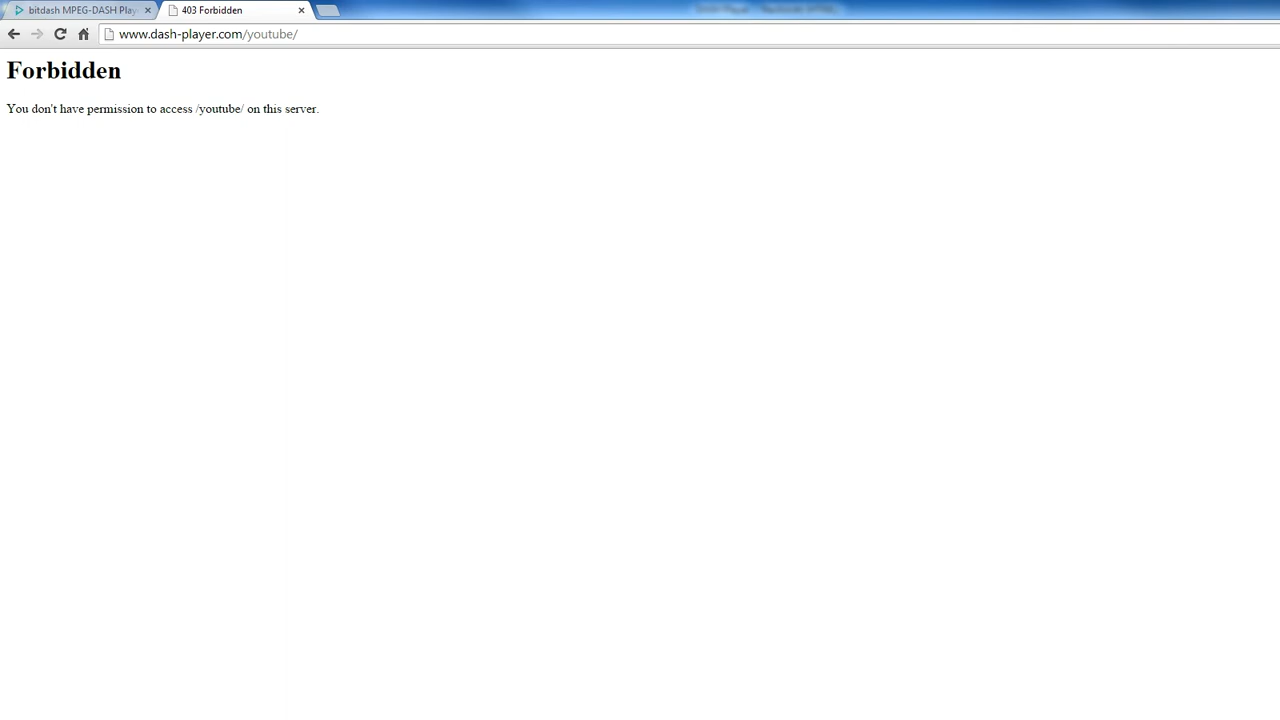 bitdash MPEG-DASH Play
403 Forbidden
www.dash-player.com/youtube/
Forbidden
You don't have permission to access /youtube/ on this server.